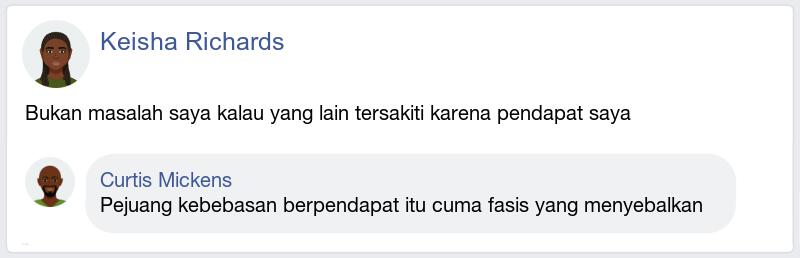 Keisha Richards
Bukan masalah saya kalau yang lain tersakiti karena pendapat saya
Curtis Mickens
Pejuang kebebasan berpendapat itu cuma fasis yang menyebalkan